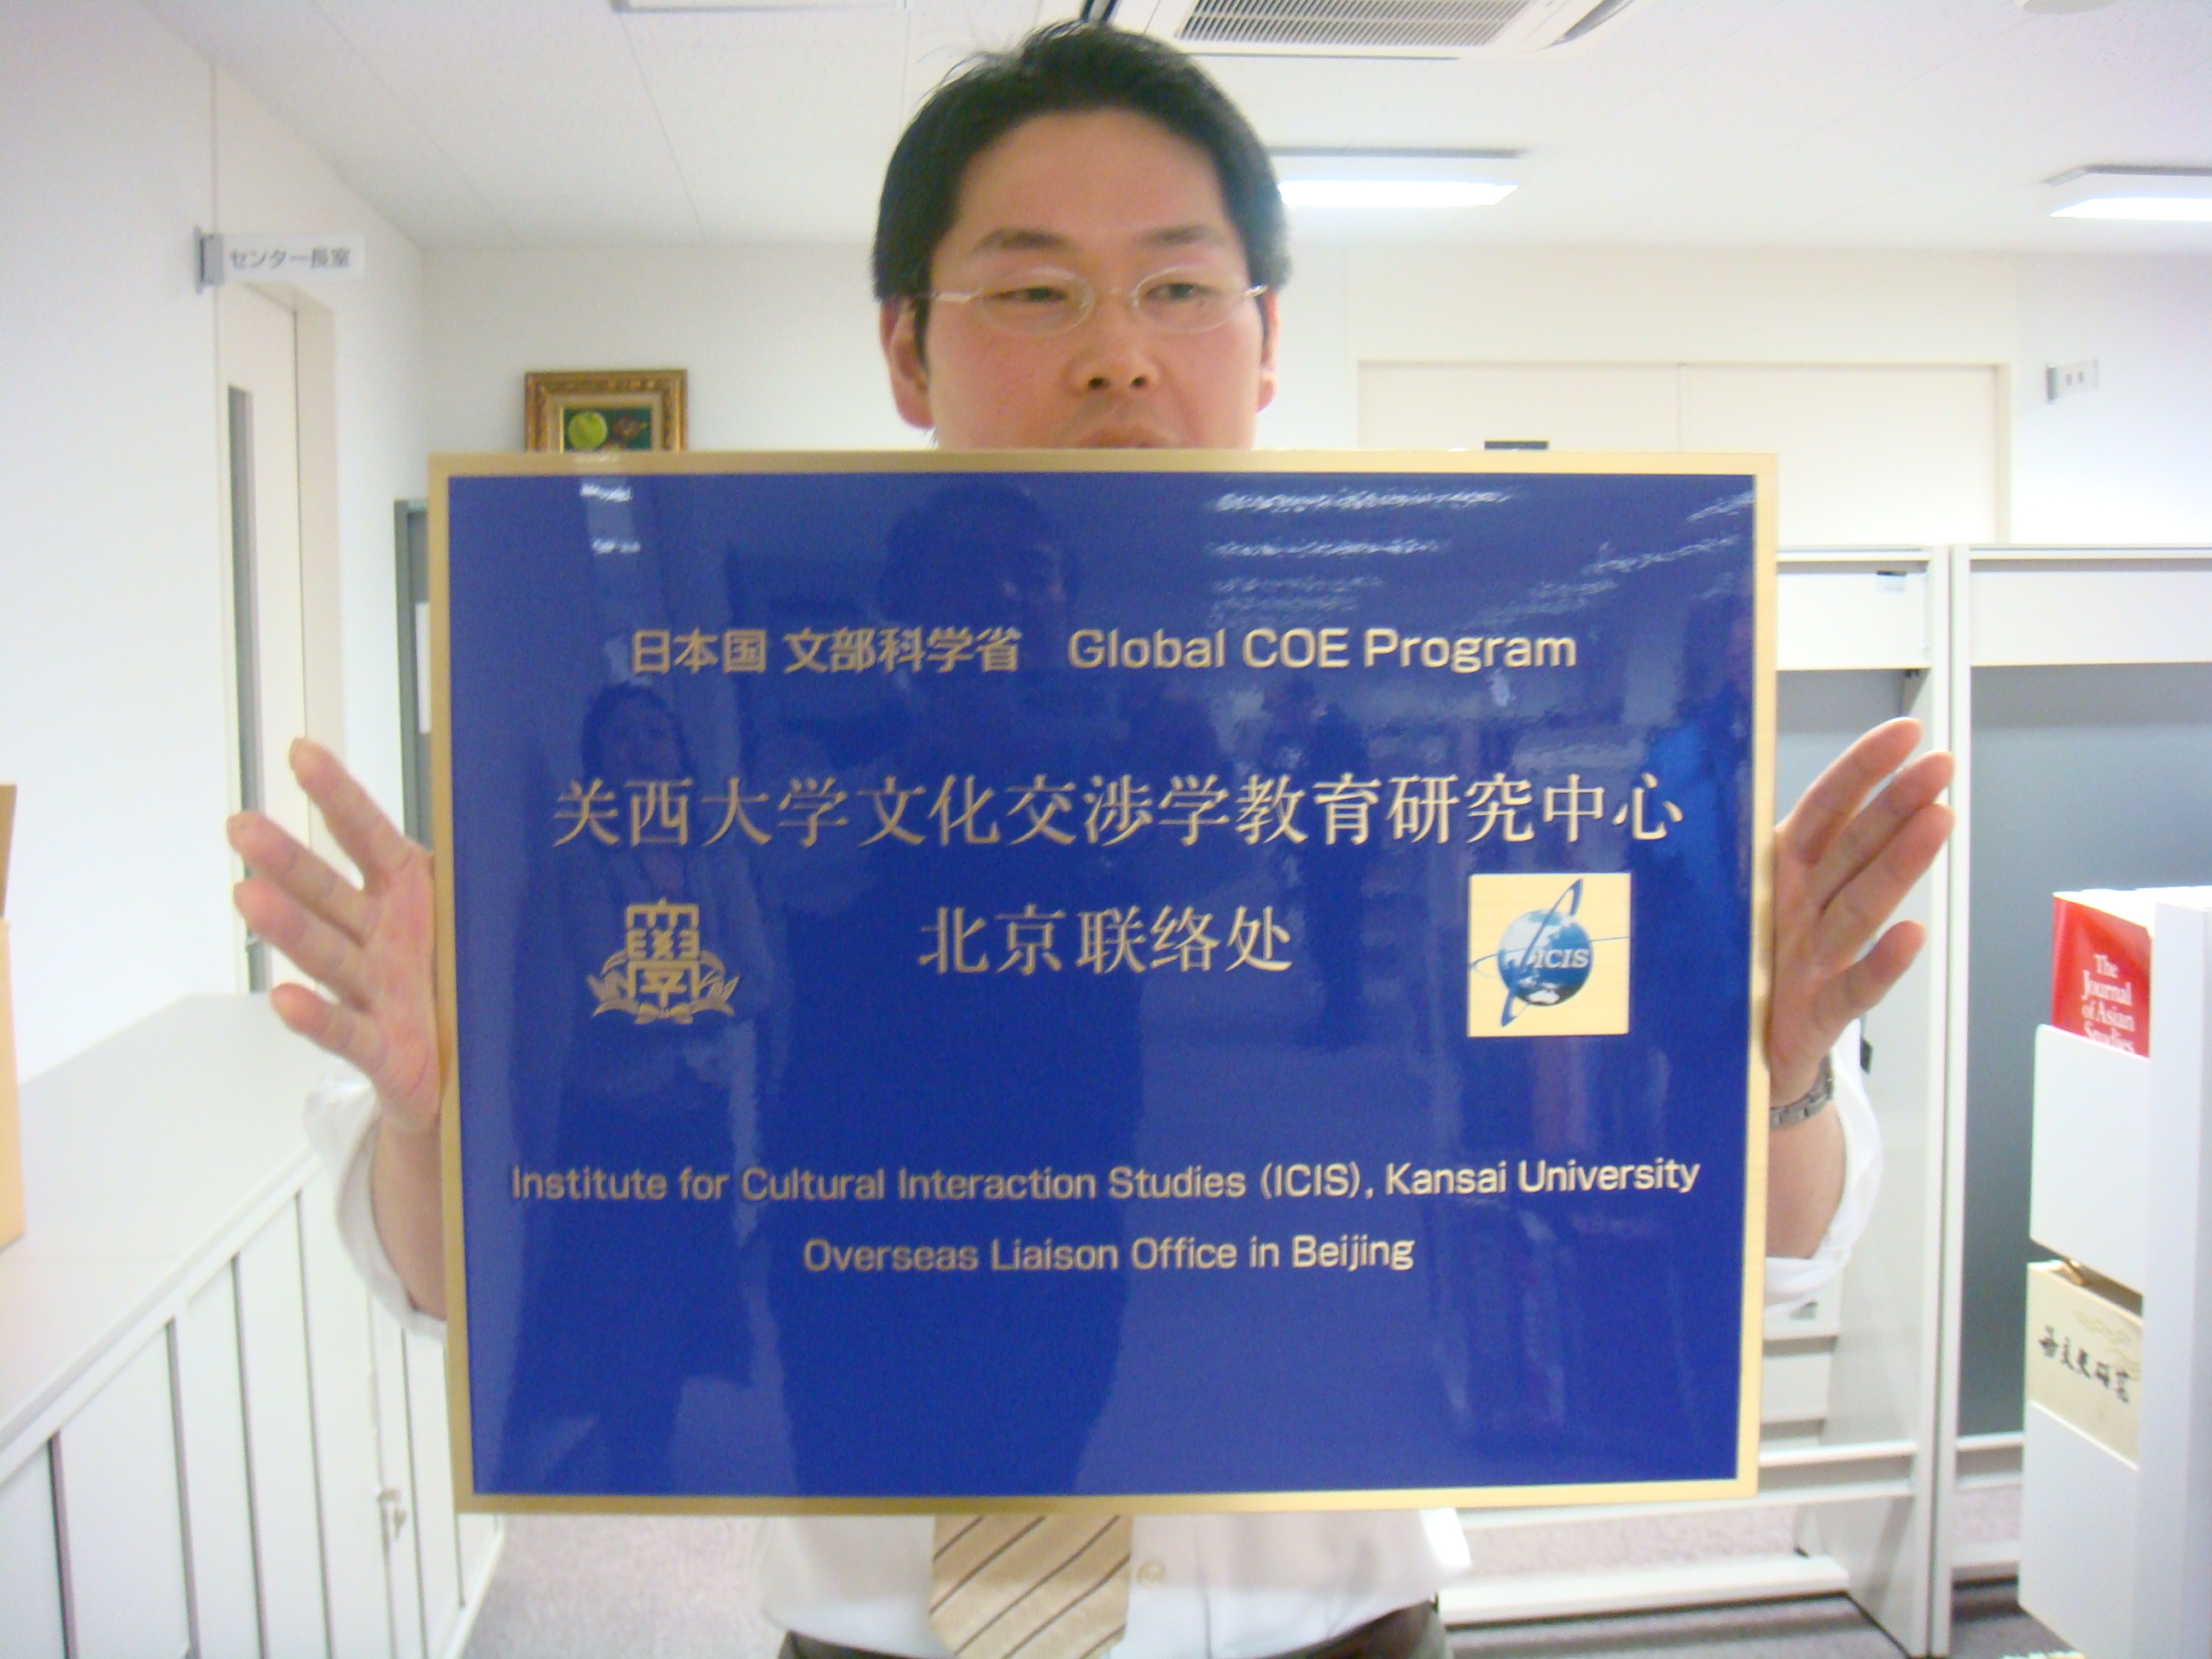 センター長室
日本国 文部科学省 Global COE Program
关西大学文化交涉学教育研究中心
北京联络处
ICIS
Institute for Cultural Interaction Studies (ICIS), Kansai University
Overseas Liaison Office in Beijing
The
Journal
of Asian
Studies